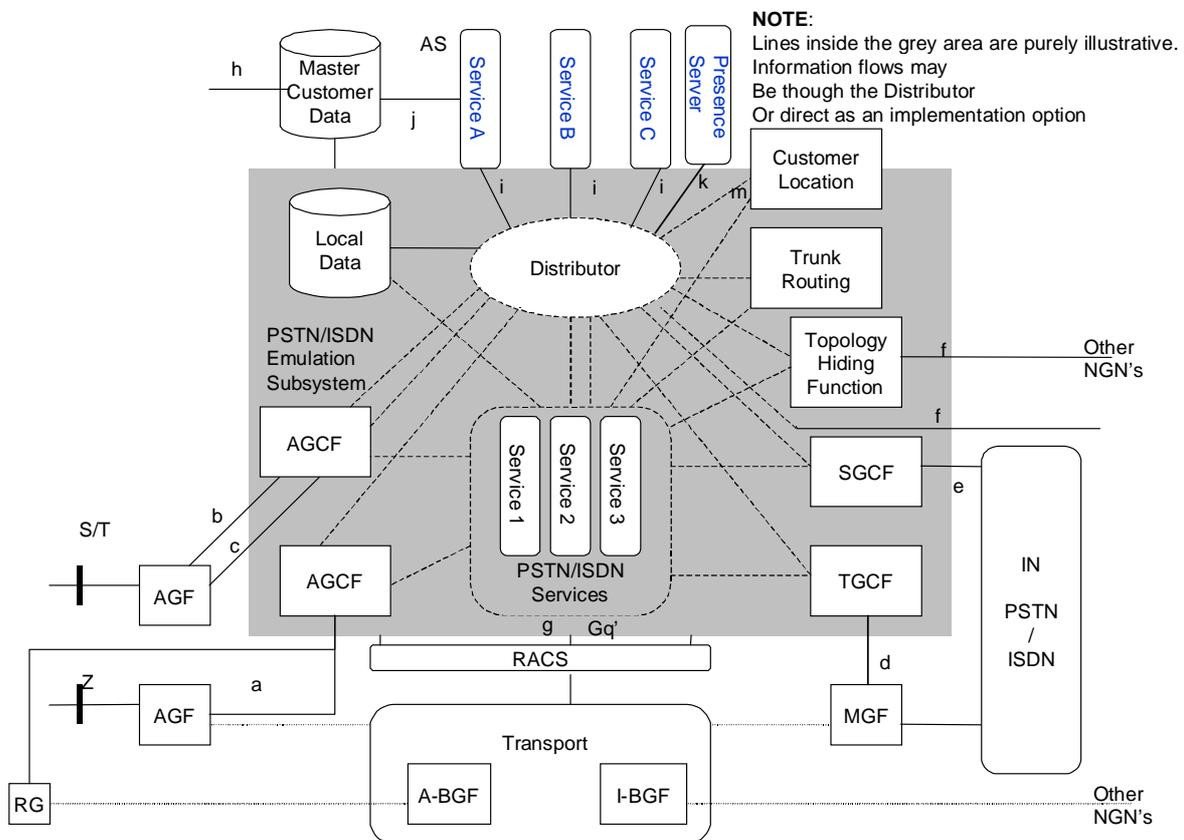 NOTE:
Lines inside the grey area are purely illustrative.
Information flows may
Be though the Distributor
Or direct as an implementation option
AS
h
Master
Customer
Data
j
Service A
Service B
Service C
Presence
Server
Customer
Location
i
i
i
k
m
Local
Data
Distributor
Trunk
Routing
PSTN/ISDN
Emulation
Subsystem
Topology
Hiding
Function
f
Other
NGN's
f
AGCF
Service 1
Service 2
Service 3
SGCF
e
b
S/T
c
AGF
AGCF
PSTN/ISDN
Services
TGCF
IN
PSTN
/
ISDN
g
Gq'
RACS
d
Z
a
AGF
MGF
Transport
RG
A-BGF
I-BGF
Other
NGN's